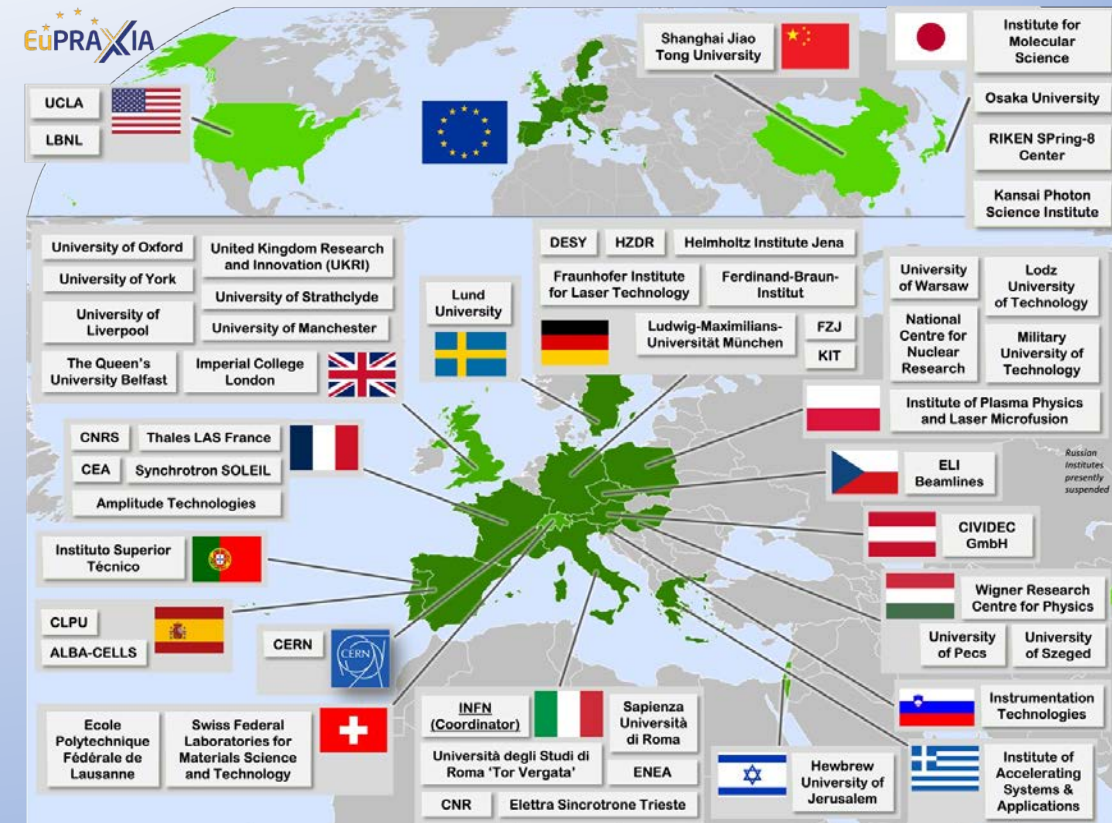 EuPRAXIA
UCLA
LBNL
Shanghai Jiao
Tong University
Institute for
Molecular
Science
Osaka University
RIKEN SPring-8
Center
Kansai Photon
Science Institute
University of Oxford
United Kingdom Research
and Innovation (UKRI)
University of York
University of Strathclyde
University of
Liverpool
University of Manchester
The Queen's
University Belfast
Imperial College
London
Lund
University
DESY
HZDR
Helmholtz Institute Jena
Fraunhofer Institute
for Laser Technology
Ferdinand-Braun-
Institut
Ludwig-Maximilians-
Universität München
FZJ
KIT
University
of Warsaw
Lodz
University
of Technology
National
Centre for
Nuclear
Research
Military
University of
Technology
Institute of Plasma Physics
and Laser Microfusion
CNRS
Thales LAS France
CEA
Synchrotron SOLEIL
Amplitude Technologies
ELI
Beamlines
Russian
Institutes
presently
suspended
CIVIDEC
GmbH
Instituto Superior
Técnico
Wigner Research
Centre for Physics
University
of Pecs
University
of Szeged
CLPU
ALBA-CELLS
CERN
CERN
Instrumentation
Technologies
Ecole
Polytechnique
Fédérale de
Lausanne
Swiss Federal
Laboratories for
Materials Science
and Technology
INFN
(Coordinator)
Sapienza
Università
di Roma
Università degli Studi di
Roma 'Tor Vergata'
ENEA
CNR
Elettra Sincrotrone Trieste
Hewbrew
University of
Jerusalem
Institute of
Accelerating
Systems &
Applications